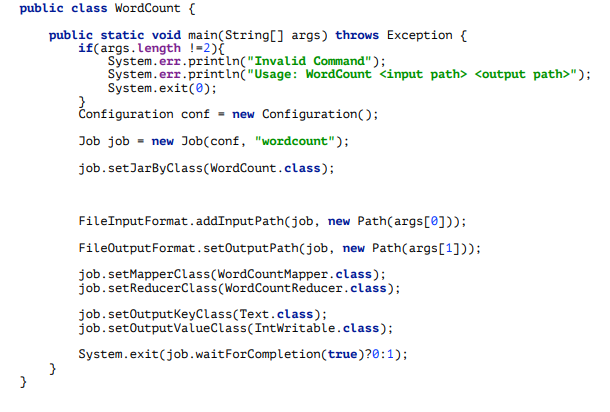 public class WordCount {
public static void main(String[] args) throws Exception {
if(args.length !=2){
System.err.println("Invalid Command");
System.err.println("Usage: WordCount <input path> <output path>");
System.exit(0);
}
Configuration conf = new Configuration();
Job job = new Job(conf, "wordcount");
job.setJarByClass(WordCount.class);
FileInputFormat.addInputPath(job, new Path(args[0]));
FileOutputFormat.setOutputPath(job, new Path(args[1]));
job.setMapperClass(WordCountMapper.class);
job.setReducerClass(WordCountReducer.class);
job.setOutputKeyClass(Text.class);
job.setOutputValueClass(IntWritable.class);
System.exit(job.waitForCompletion(true)?0:1);
}
}